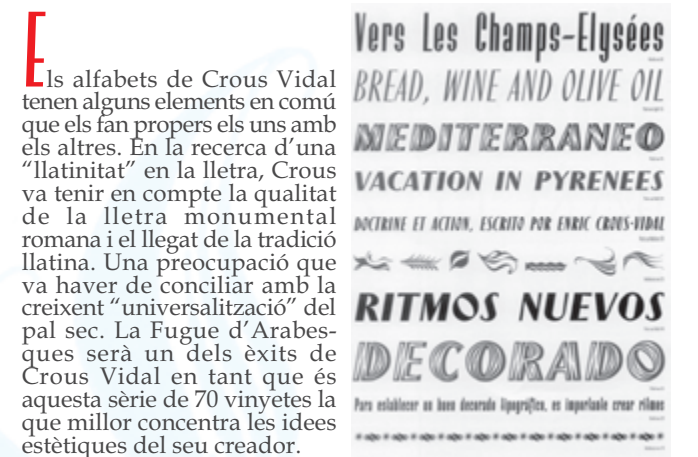 Els alfabets de Crous Vidal
tenen alguns elements en comú
que els fan propers els uns amb
els altres. En la recerca d'una
“llatinitat” en la lletra, Crous
va tenir en compte la qualitat
de la lletra monumental
romana i el llegat de la tradició
llatina. Una preocupació que
va haver de conciliar amb la
creixent “universalització” del
pal sec. La Fugue d'Arabes-
ques serà un dels èxits de
Crous Vidal en tant que és
aquesta sèrie de 70 vinyetes la
que millor concentra les idees
estètiques del seu creador.
Vers Les Champs-Elysées
BREAD, WINE AND OLIVE OIL
MEDITERRANEO
VACATION IN PYRENEES
DOCTRINE ET ACTION, ESCRITO POR ENRIC CROUS-VIDAL
RITMOS NUEVOS
DECORADO
Para establecer un buen decorado tipográfico, es importante crear ritmos